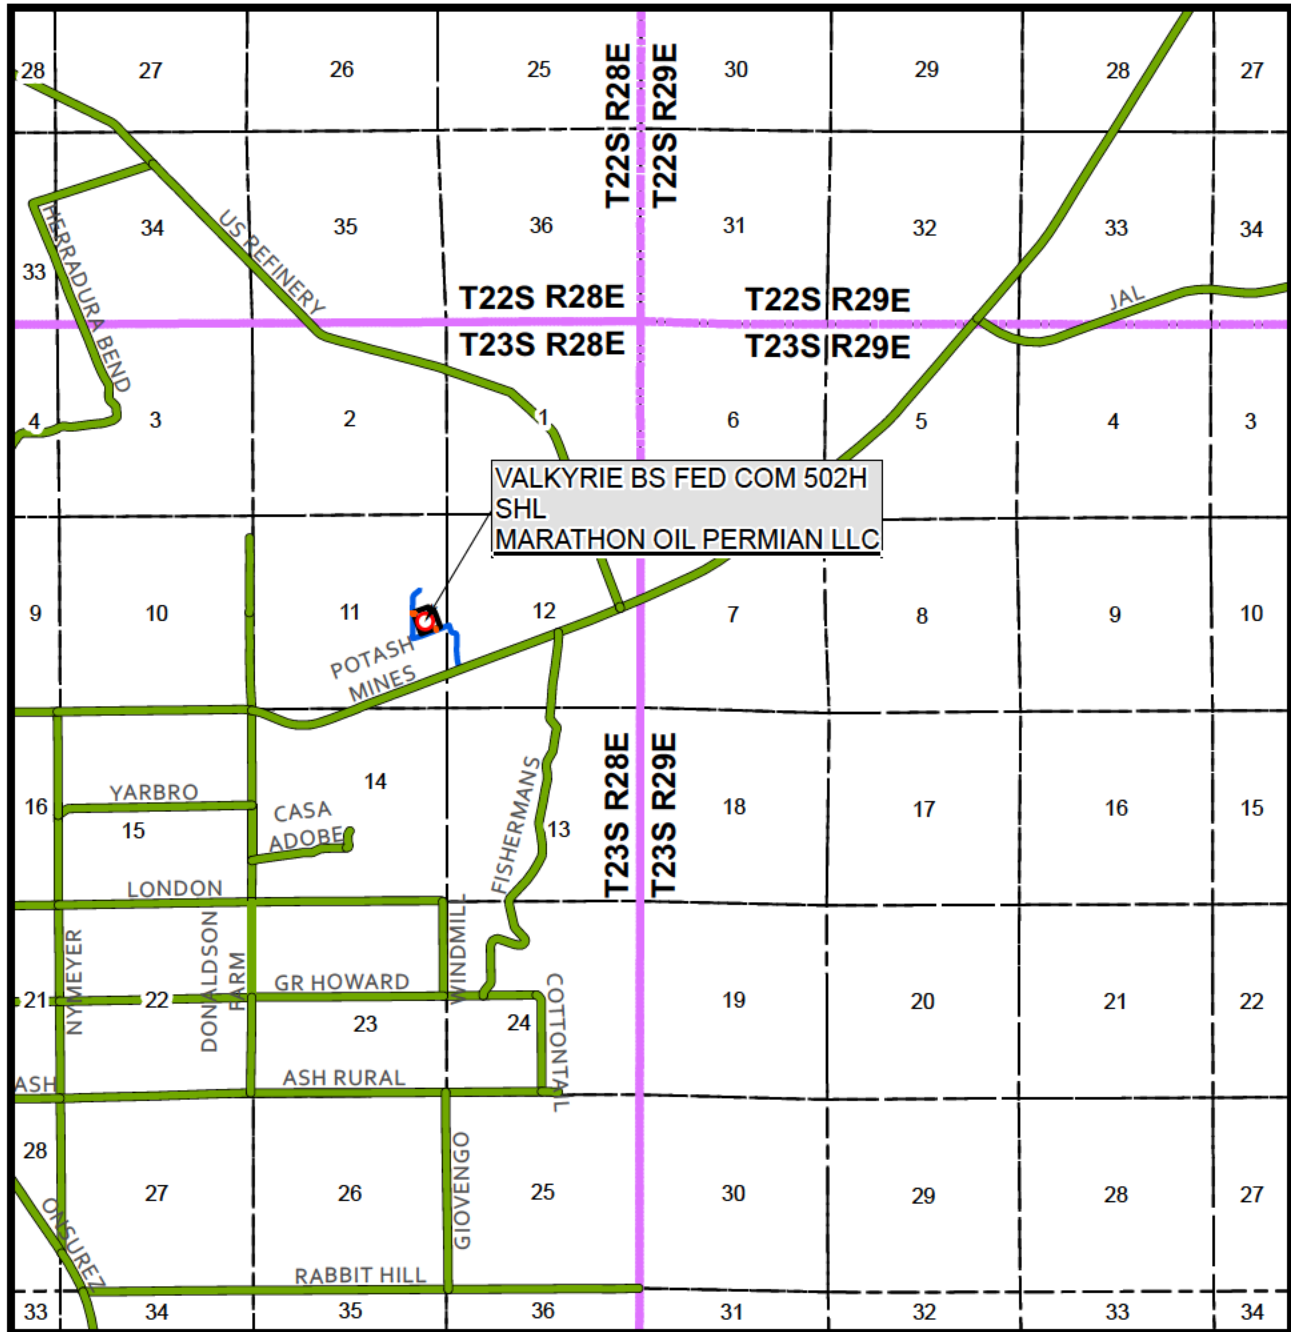 28 27 26 25 30 29 28 27
T22S R28E
T22S R29E
HERRADURA BEND
US REFINERY
34 35 36 31 32 33 34
33
JAL
T22S R28E
T22S R29E
T23S R28E
T23S R29E
4 3 2 1 6 5 4 3
VALKYRIE BS FED COM 502H
SHL
MARATHON OIL PERMIAN LLC
9 10 11 12 7 8 9 10
POTASH
MINES
T23S R28E
T23S R29E
14
16 15 13 18 17 16 15
YARBRO
CASA
ADOBE
FISHERMANS
LONDON
NYMEYER
DONALDSON
FARM
WINDMILL
GR HOWARD
COTTONTAIL
21 22 23 24 19 20 21 22
ASH
ASH RURAL
28 27 26 25 30 29 28 27
GIOVENGO
ONSUREZ
RABBIT HILL
33 34 35 36 31 32 33 34